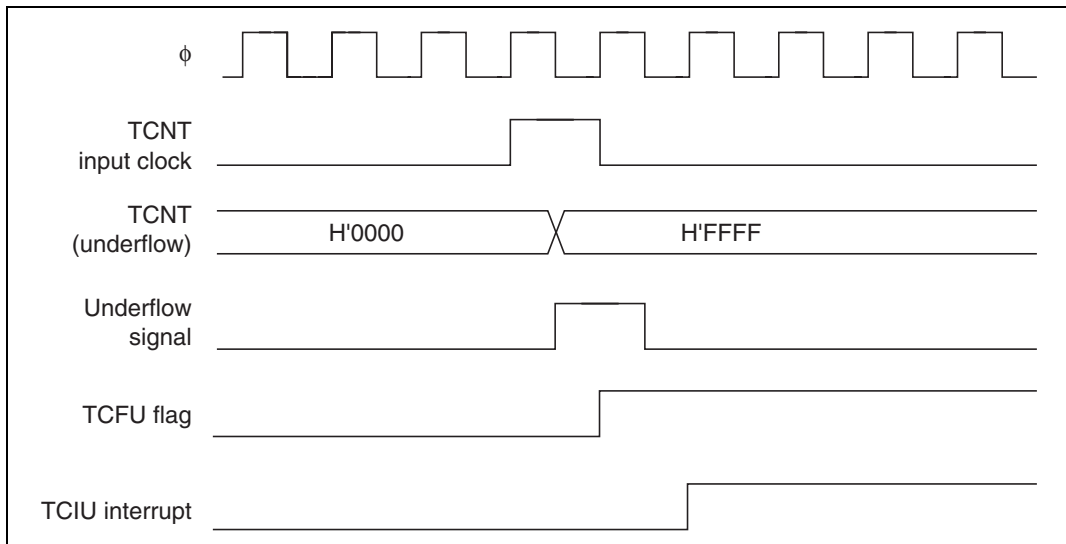 ϕ
TCNT
input clock
TCNT
(underflow)
H'0000
H'FFFF
Underflow
signal
TCFU flag
TCIU interrupt